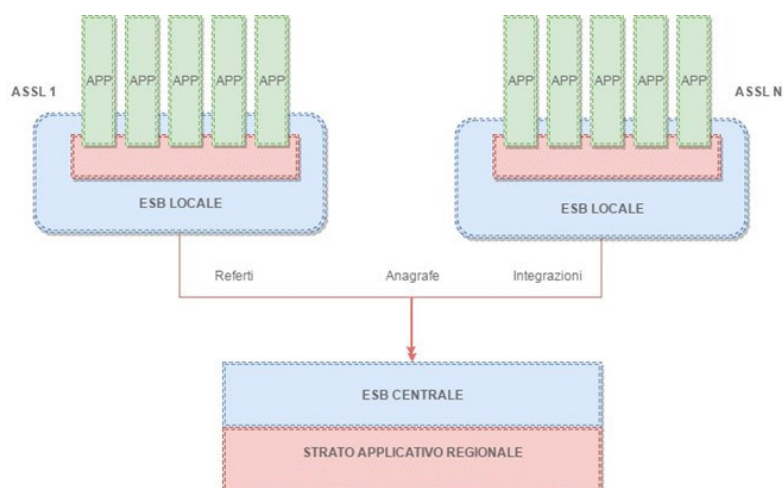 APP APP APP APP APP
APP APP APP APP APP
ASSL 1
ASSL N
ESB LOCALE
ESB LOCALE
Referti
Anagrafe
Integrazioni
ESB CENTRALE
STRATO APPLICATIVO REGIONALE